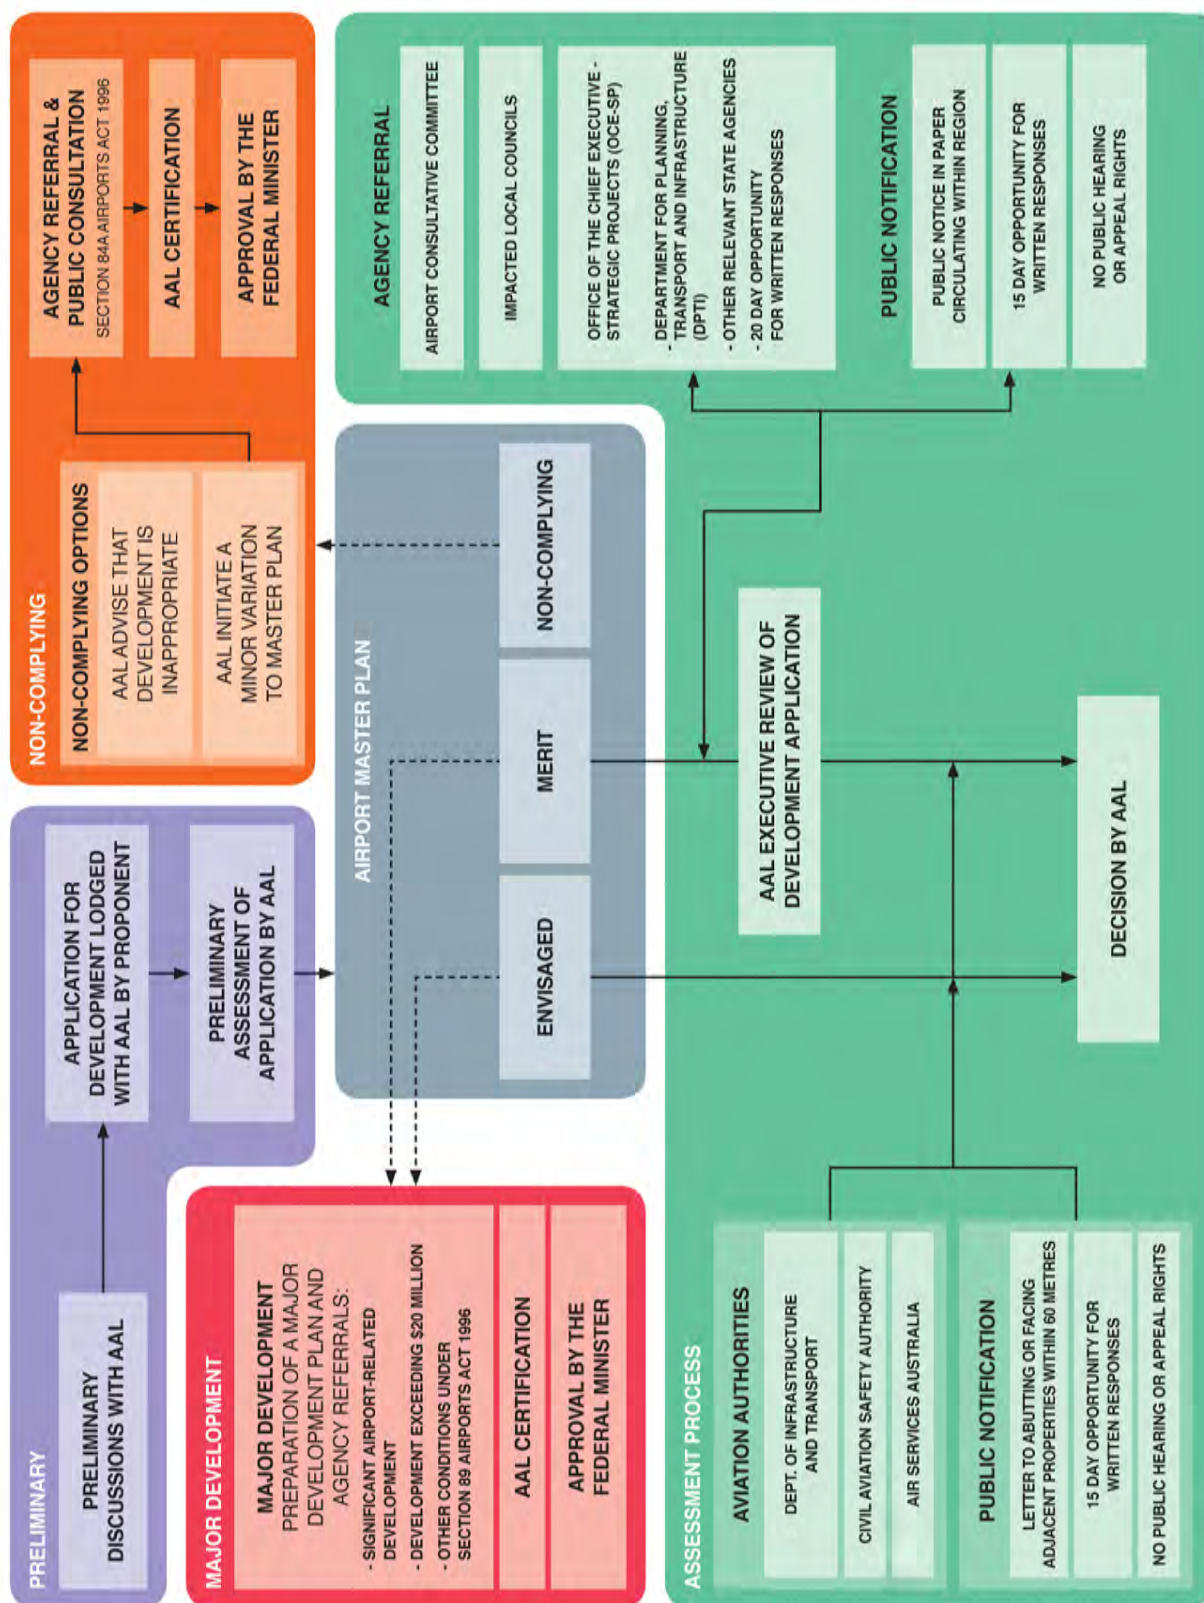 PRELIMINARY
PRELIMINARY
DISCUSSIONS WITH AAL
APPLICATION FOR
DEVELOPMENT LODGED
WITH AAL BY PROPONENT
PRELIMINARY
ASSESSMENT OF
APPLICATION BY AAL
NON-COMPLYING
NON-COMPLYING OPTIONS
AAL ADVISE THAT
DEVELOPMENT IS
INAPPROPRIATE
AAL INITIATE A
MINOR VARIATION
TO MASTER PLAN
AGENCY REFERRAL &
PUBLIC CONSULTATION
SECTION 84A AIRPORTS ACT 1996
AAL CERTIFICATION
APPROVAL BY THE
FEDERAL MINISTER
MAJOR DEVELOPMENT
MAJOR DEVELOPMENT
PREPARATION OF A MAJOR
DEVELOPMENT PLAN AND
AGENCY REFERRALS:
- SIGNIFICANT AIRPORT-RELATED
DEVELOPMENT
- DEVELOPMENT EXCEEDING $20 MILLION
- OTHER CONDITIONS UNDER
SECTION 89 AIRPORTS ACT 1996
AAL CERTIFICATION
APPROVAL BY THE
FEDERAL MINISTER
AIRPORT MASTER PLAN
ENVISAGED
MERIT
NON-COMPLYING
ASSESSMENT PROCESS
AVIATION AUTHORITIES
DEPT. OF INFRASTRUCTURE
AND TRANSPORT
CIVIL AVIATION SAFETY AUTHORITY
AIR SERVICES AUSTRALIA
PUBLIC NOTIFICATION
LETTER TO ABUTTING OR FACING
ADJACENT PROPERTIES WITHIN 60 METRES
15 DAY OPPORTUNITY FOR
WRITTEN RESPONSES
NO PUBLIC HEARING OR APPEAL RIGHTS
AAL EXECUTIVE REVIEW OF
DEVELOPMENT APPLICATION
DECISION BY AAL
AGENCY REFERRAL
AIRPORT CONSULTATIVE COMMITTEE
IMPACTED LOCAL COUNCILS
OFFICE OF THE CHIEF EXECUTIVE -
STRATEGIC PROJECTS (OCE-SP)
- DEPARTMENT FOR PLANNING,
TRANSPORT AND INFRASTRUCTURE
(DPTI)
- OTHER RELEVANT STATE AGENCIES
- 20 DAY OPPORTUNITY
FOR WRITTEN RESPONSES
PUBLIC NOTIFICATION
PUBLIC NOTICE IN PAPER
CIRCULATING WITHIN REGION
15 DAY OPPORTUNITY FOR
WRITTEN RESPONSES
NO PUBLIC HEARING
OR APPEAL RIGHTS